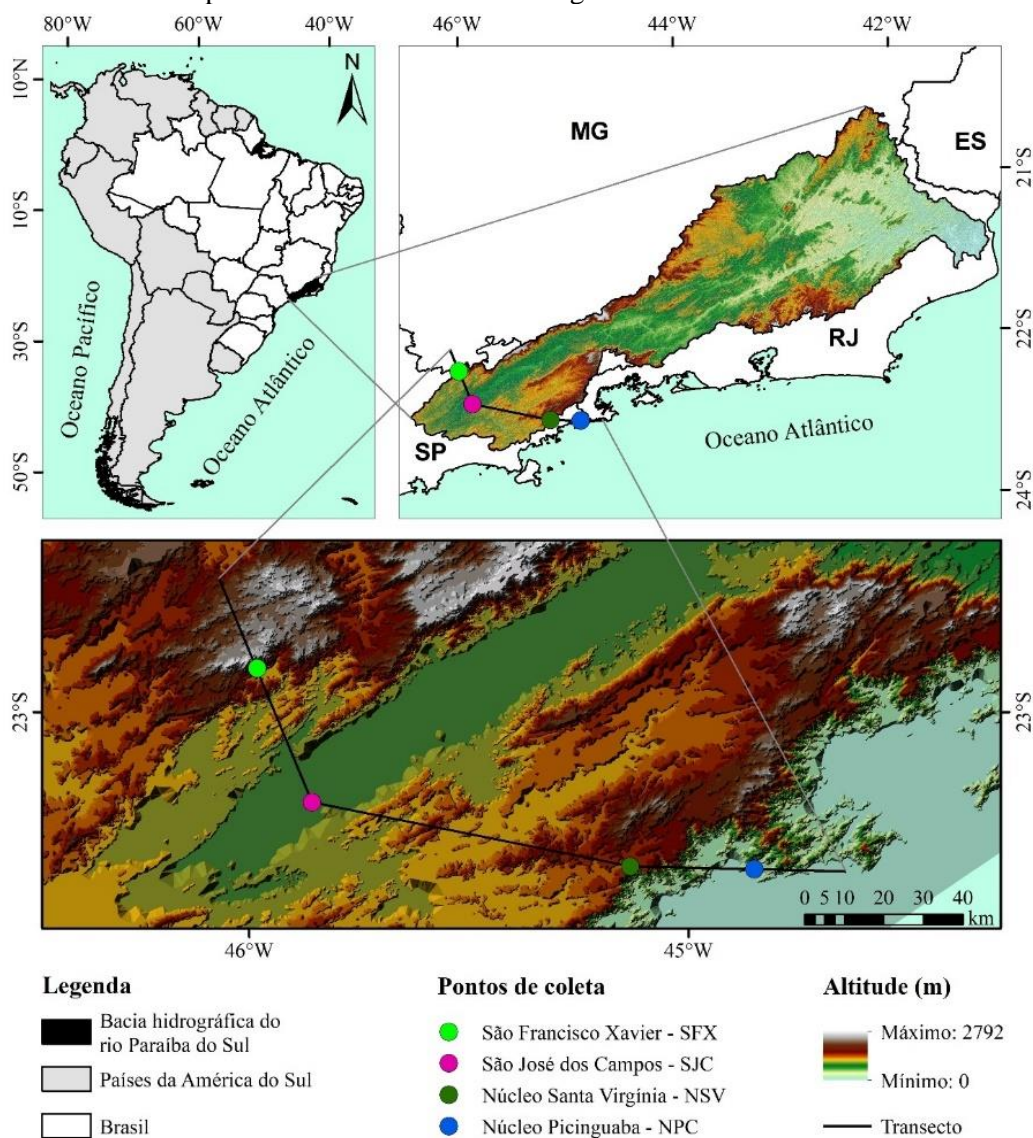 80°W 60°W 40°W 46°W 44°W 42°W
10°N
10°S
30°S
50°S
N
Oceano Pacífico
Oceano Atlântico
MG
ES
RJ
SP
Oceano Atlântico
21°S
22°S
24°S
23°S
23°S
0 5 10 20 30 40
km
46°W 45°W
Legenda
Bacia hidrográfica do
rio Paraíba do Sul
Países da América do Sul
Brasil
Pontos de coleta
São Francisco Xavier - SFX
São José dos Campos - SJC
Núcleo Santa Virgínia - NSV
Núcleo Picinguaba - NPC
Altitude (m)
Máximo: 2792
Mínimo: 0
Transecto